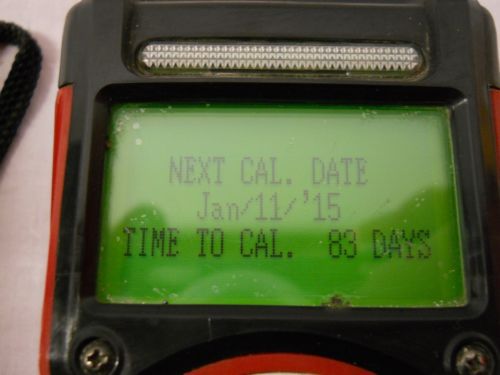 NEXT CAL. DATE
Jan/11/'15
TIME TO CAL. 83 DAYS